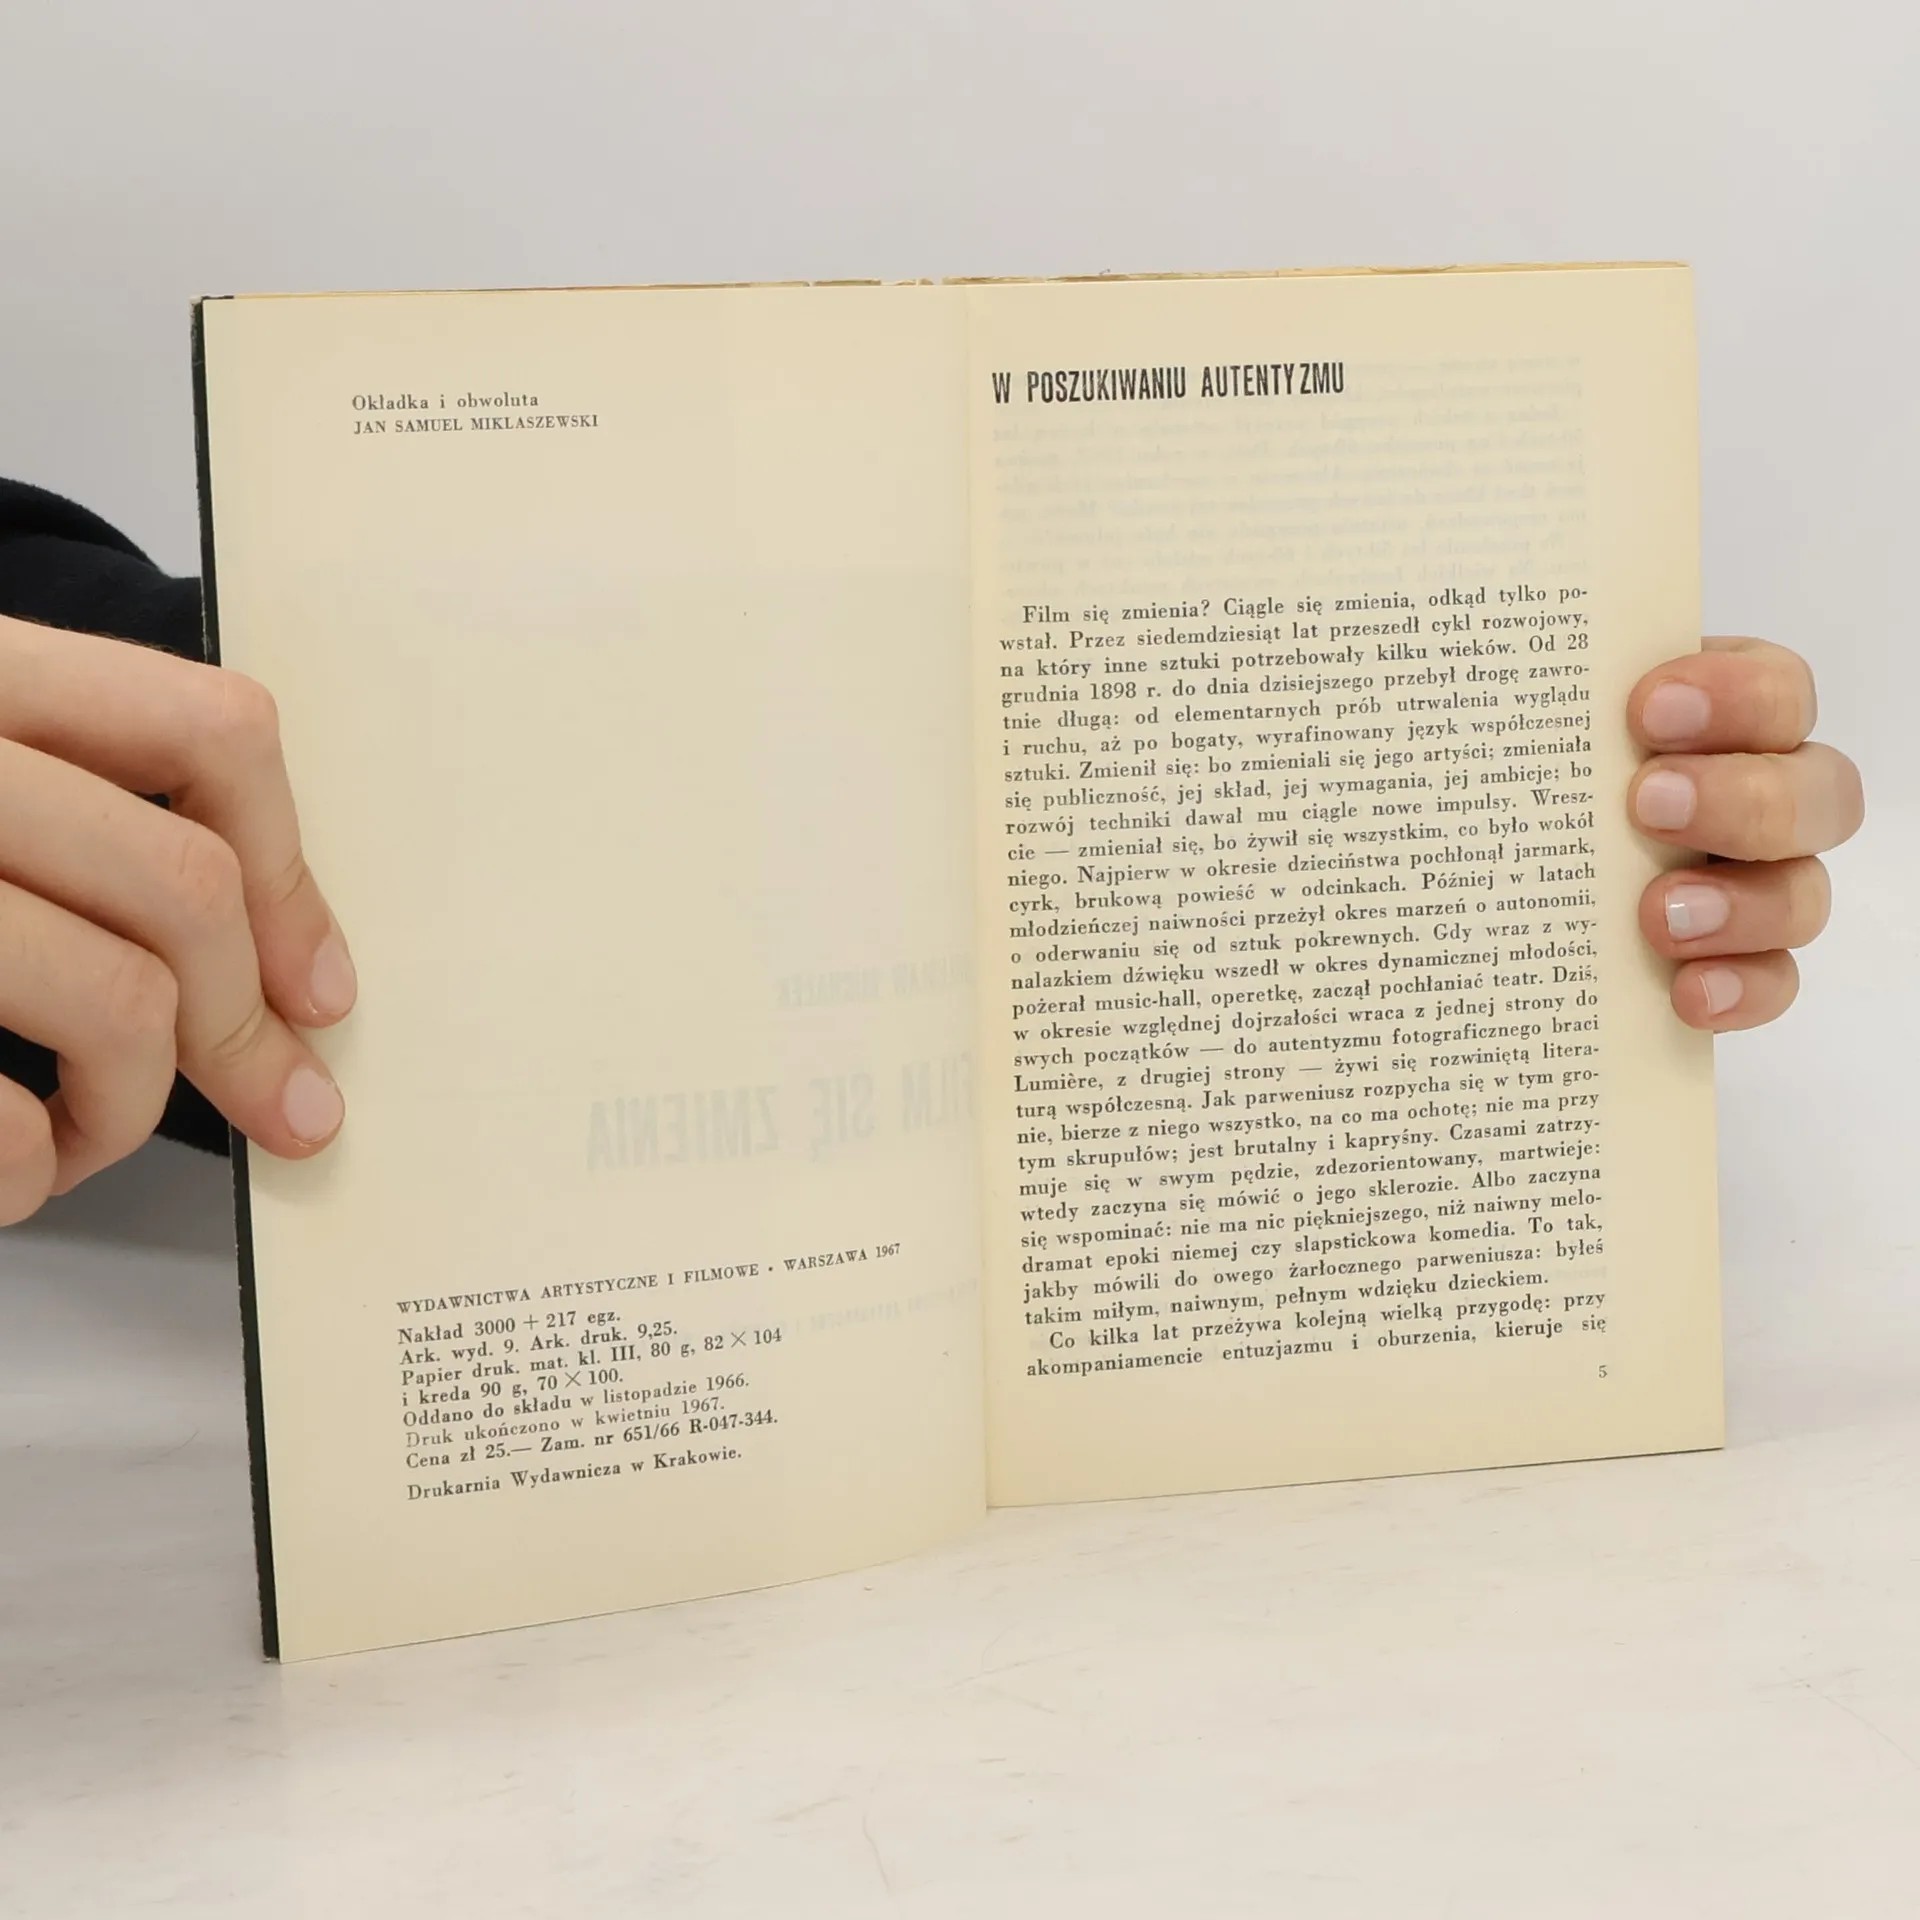 Okładka i obwoluta
JAN SAMUEL MIKLASZEWSKI
WYDAWNICTWA ARTYSTYCZNE I FILMOWE • WARSZAWA 1967
Nakład 3000 + 217 egz.
Ark. wyd. 9. Ark. druk. 9,25.
Papier druk. mat. kl. III, 80 g, 82 × 104
i kreda 90 g, 70 × 100.
Oddano do składu w listopadzie 1966.
Druk ukończono w kwietniu 1967.
Cena zł 25.— Zam. nr 651/66 R-047-344.
Drukarnia Wydawnicza w Krakowie.
W POSZUKIWANIU AUTENTYZMU
Film się zmienia? Ciągle się zmienia, odkąd tylko po-
wstał. Przez siedemdziesiąt lat przeszedł cykl rozwojowy,
na który inne sztuki potrzebowały kilku wieków. Od 28
grudnia 1898 r. do dnia dzisiejszego przebył drogę zawro-
tnie długą: od elementarnych prób utrwalenia wyglądu
i ruchu, aż po bogaty, wyrafinowany język współczesnej
sztuki. Zmienił się: bo zmieniali się jego artyści; zmieniała
się publiczność, jej skład, jej wymagania, jej ambicje; bo
rozwój techniki dawał mu ciągle nowe impulsy. Wresz-
cie — zmieniał się, bo żywił się wszystkim, co było wokół
niego. Najpierw w okresie dzieciństwa pochłonął jarmark,
cyrk, brukową powieść w odcinkach. Później w latach
młodzieńczej naiwności przeżył okres marzeń o autonomii,
o oderwaniu się od sztuk pokrewnych. Gdy wraz z wy-
nalazkiem dźwięku wszedł w okres dynamicznej młodości,
pożerał music-hall, operetkę, zaczął pochłaniać teatr. Dziś,
w okresie względnej dojrzałości wraca z jednej strony do
swych początków — do autentyzmu fotograficznego braci
Lumière, z drugiej strony — żywi się rozwiniętą litera-
turą współczesną. Jak parweniusz rozpycha się w tym gro-
nie, bierze z niego wszystko, na co ma ochotę; nie ma przy
tym skrupułów; jest brutalny i kapryśny. Czasami zatrzy-
muje się w swym pędzie, zdezorientowany, martwieje:
wtedy zaczyna się mówić o jego sklerozie. Albo zaczyna
się wspominać: nie ma nic piękniejszego, niż naiwny melo-
dramat epoki niemej czy slapstickowa komedia. To tak,
jakby mówili do owego żarłocznego parweniusza: byłeś
takim miłym, naiwnym, pełnym wdzięku dzieckiem.
Co kilka lat przeżywa kolejną wielką przygodę: przy
akompaniamencie entuzjazmu i oburzenia, kieruje się
5